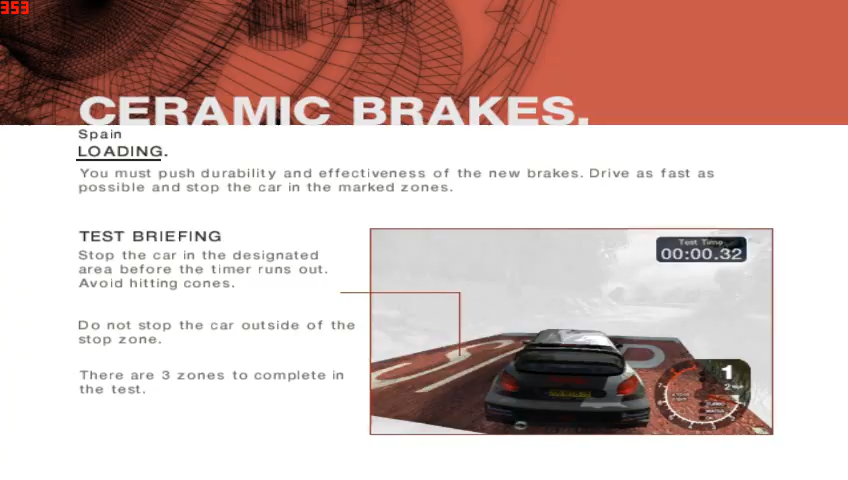 353
CERAMIC BRAKES.
Spain
LOADING.
You must push durability and effectiveness of the new brakes. Drive as fast as
possible and stop the car in the marked zones.
TEST BRIEFING
Stop the car in the designated
area before the timer runs out.
Avoid hitting cones.
Do not stop the car outside of the
stop zone.
There are 3 zones to complete in
the test.
Test Time
00:00.32
1